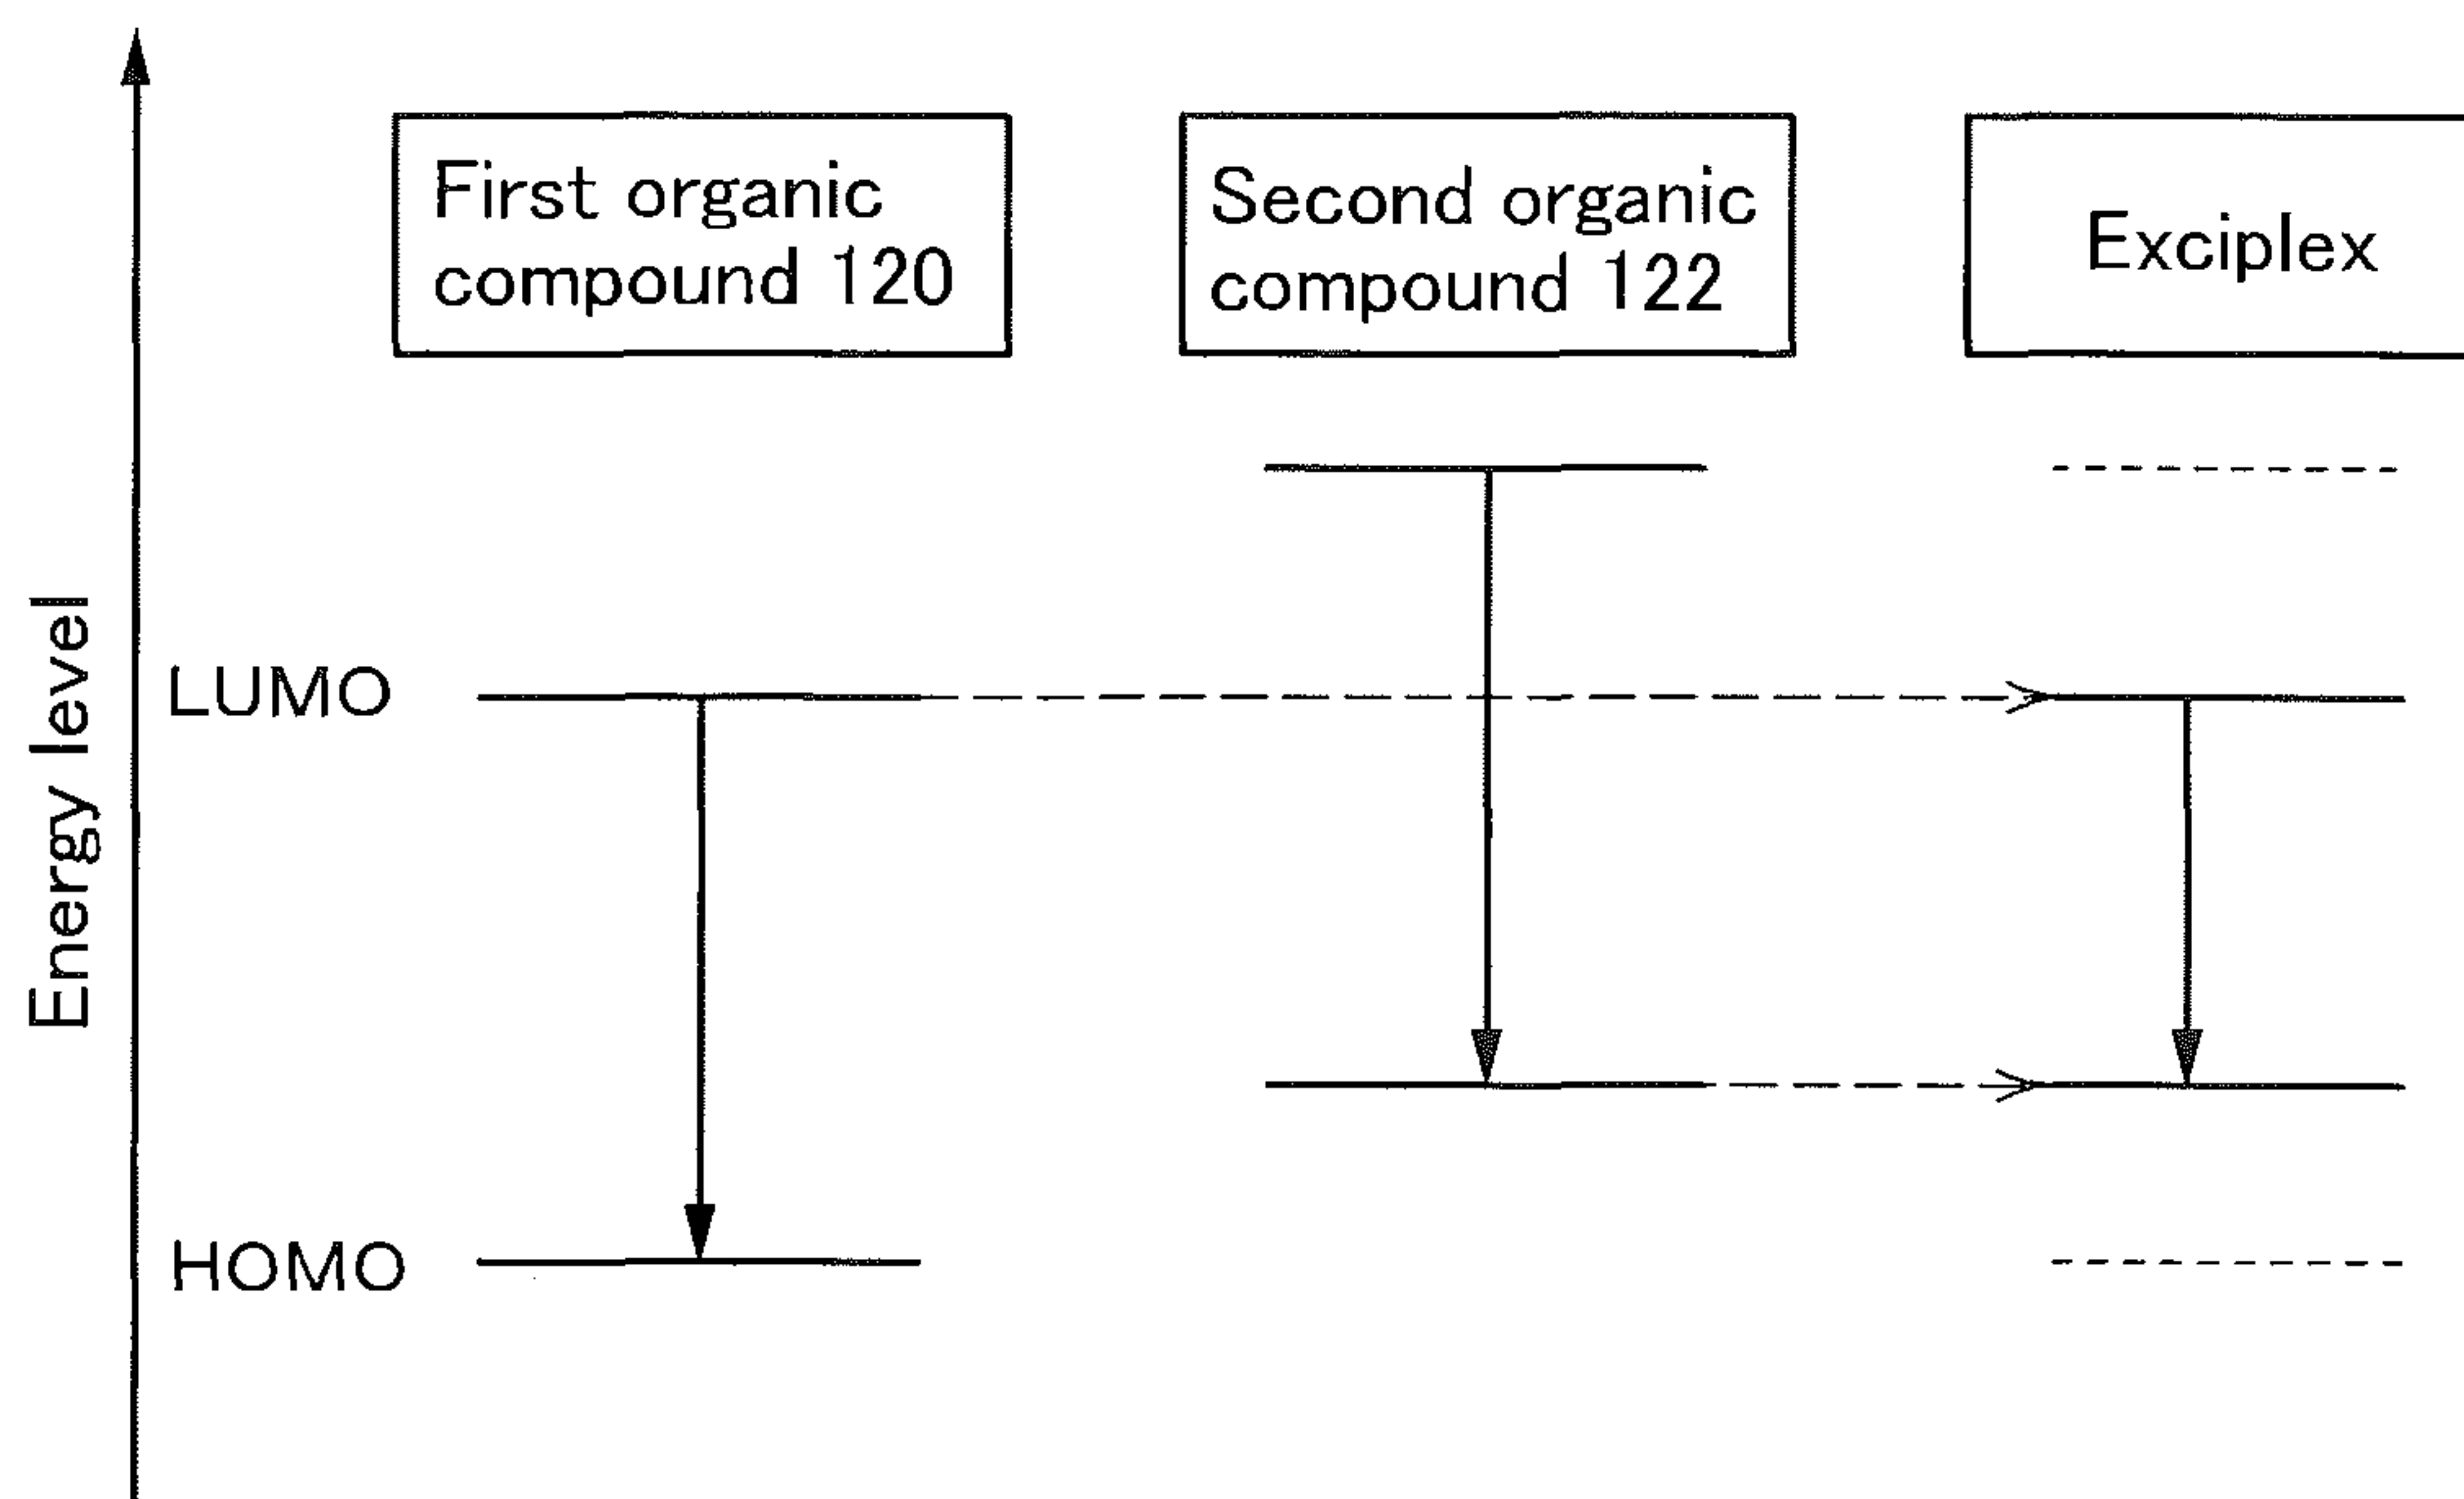 First organic
compound 120
Second organic
compound 122
Exciplex
Energy level
LUMO
HOMO